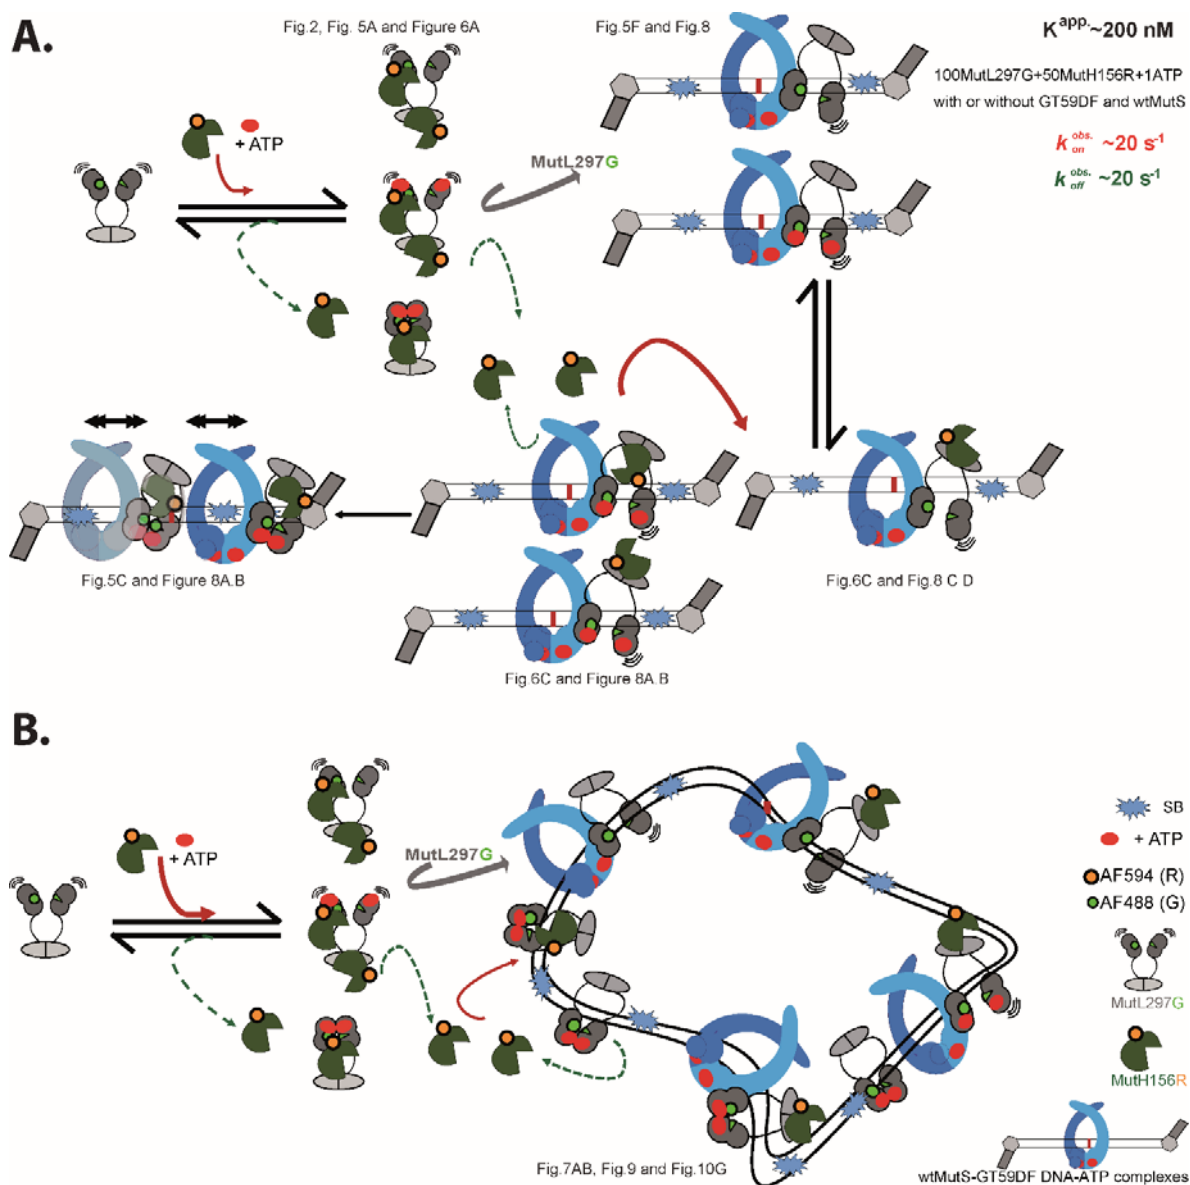 A.
Fig.2, Fig. 5A and Figure 6A
Fig.5F and Fig.8
K^app.~200 nM
100MutL297G+50MutH156R+1ATP
with or without GT59DF and wtMutS
k on obs. ~20 s-1
k off obs. ~20 s-1
+ ATP
MutL297G
Fig.5C and Figure 8A.B
Fig.6C and Fig.8 C D
Fig.6C and Figure 8A.B
B.
+ ATP
MutL297G
SB
+ ATP
AF594 (R)
AF488 (G)
MutL297G
MutH156R
Fig.7AB, Fig.9 and Fig.10G
wtMutS-GT59DF DNA-ATP complexes